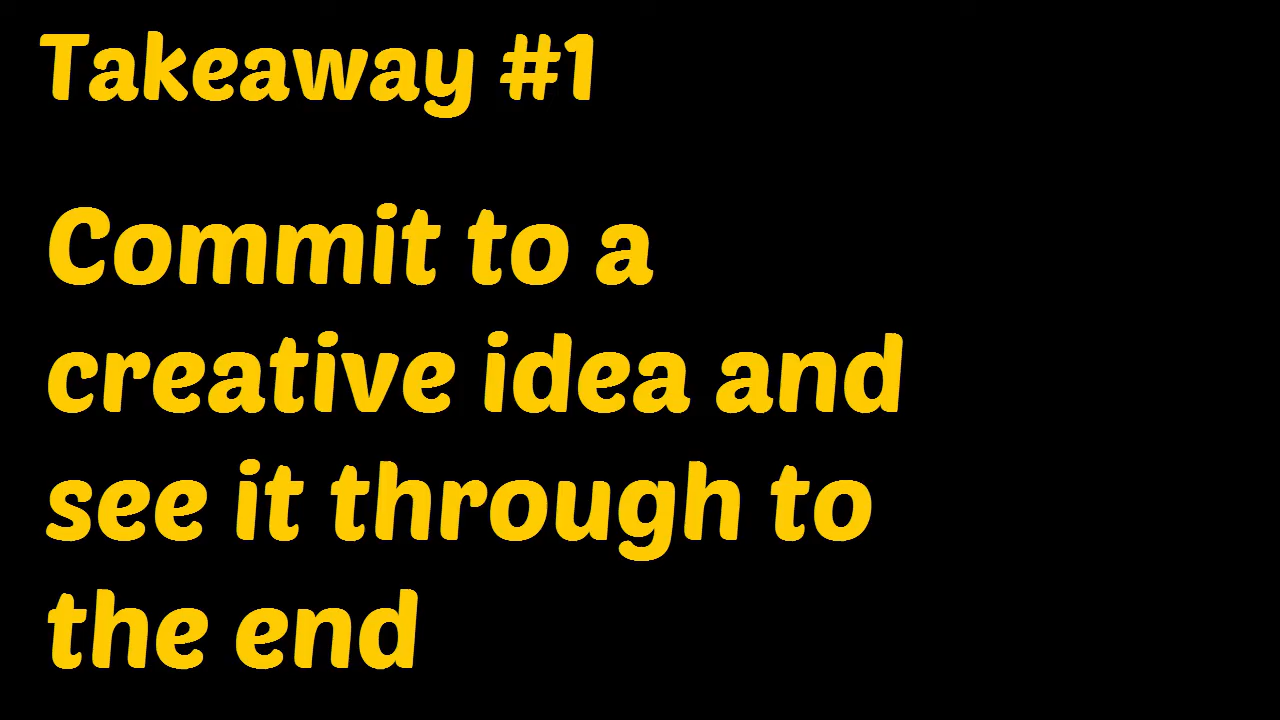 Takeaway #1
Commit to a
creative idea and
see it through to
the end